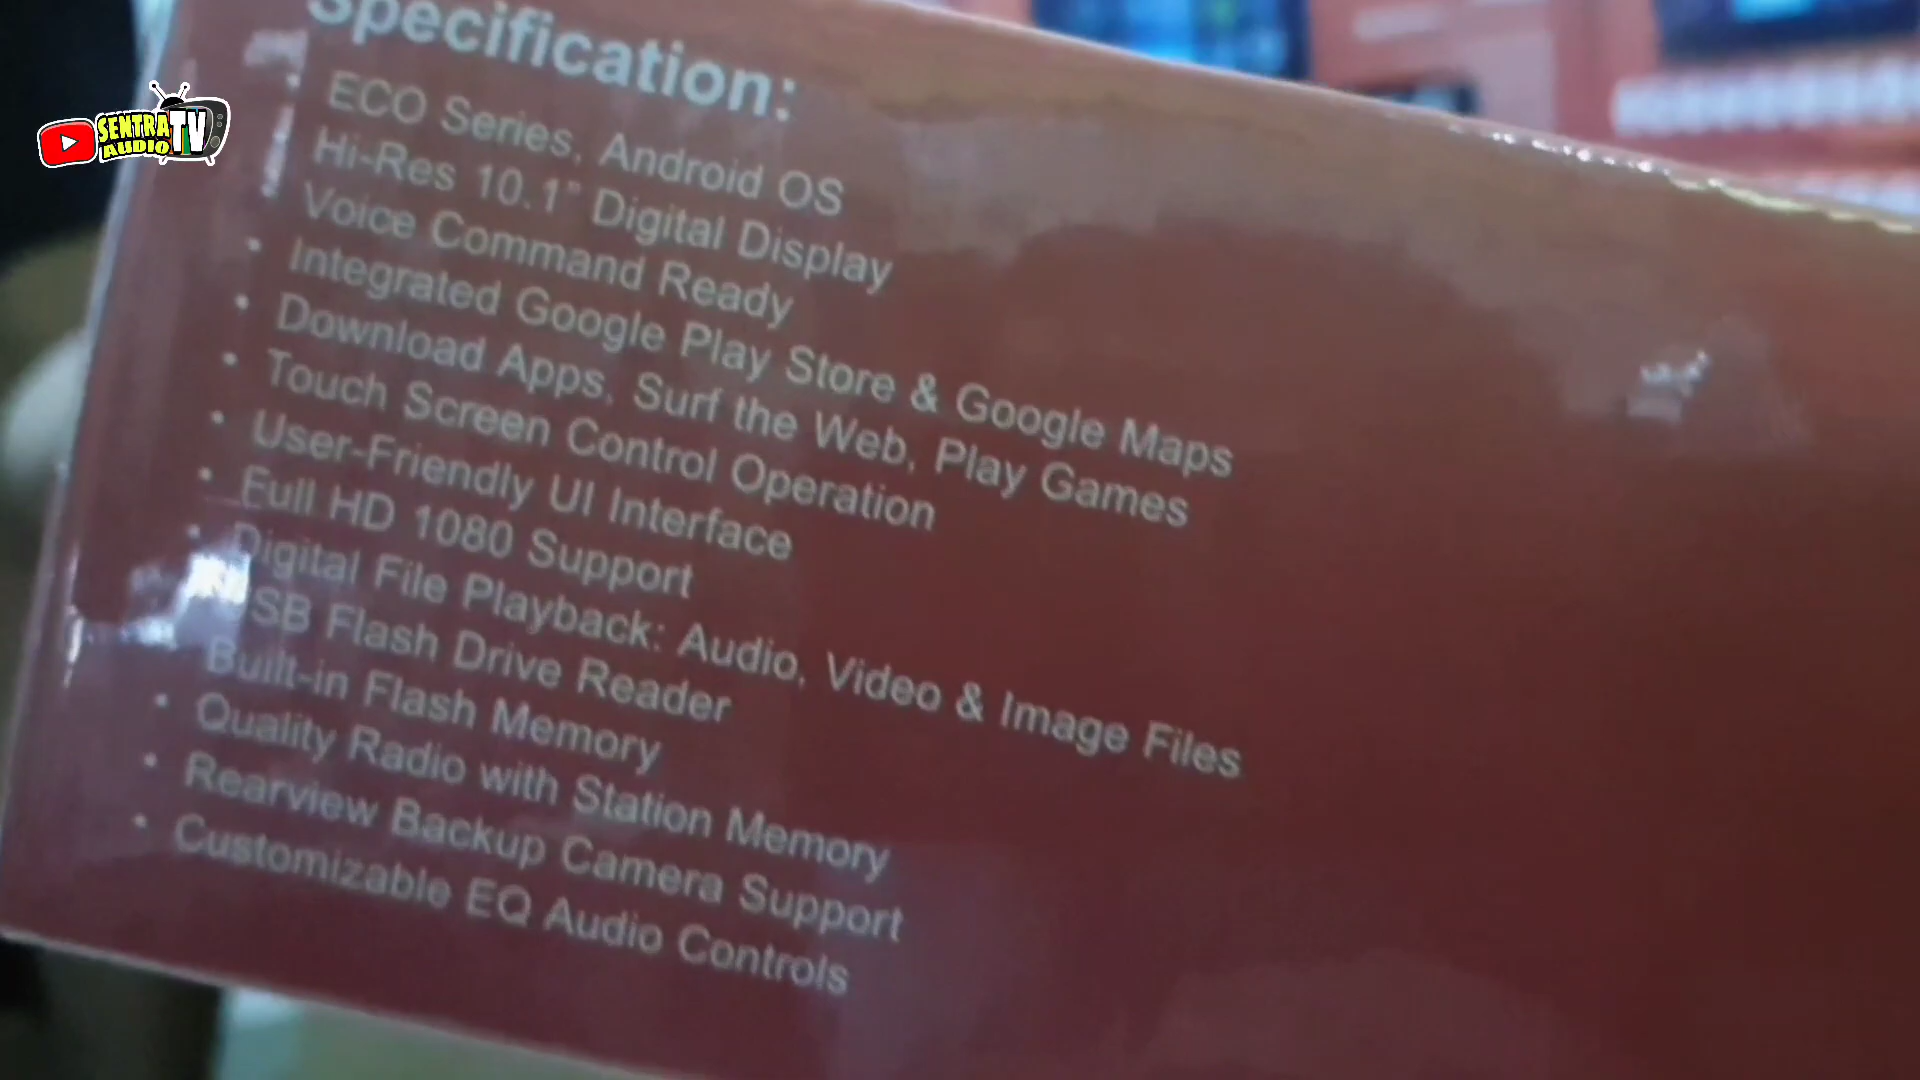 SENTRA
AUDIO
TV
Specification:
ECO Series, Android OS
Hi-Res 10.1" Digital Display
Voice Command Ready
• Integrated Google Play Store & Google Maps
• Download Apps, Surf the Web, Play Games
• Touch Screen Control Operation
• User-Friendly UI Interface
• Full HD 1080 Support
• Digital File Playback: Audio, Video & Image Files
SB Flash Drive Reader
Built-in Flash Memory
• Quality Radio with Station Memory
• Rearview Backup Camera Support
• Customizable EQ Audio Controls